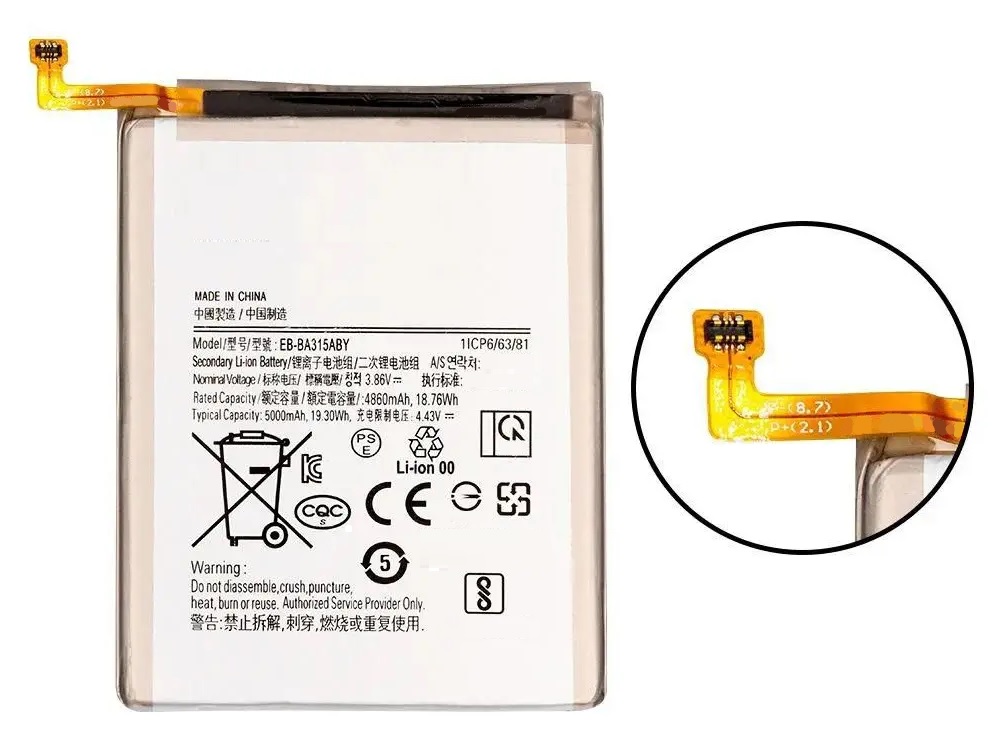 (8.7)
P+(2.1)
MADE IN CHINA
中國製造/中国制造
Model/型号/型號: EB-BA315ABY 1ICP6/63/81
Secondary Li-ion Battery/锂离子电池组/二次锂电池组 A/S 연락처:
Nominal Voltage/标称电压/標稱電壓/정격 3.86V⎓ 执行标准:
Rated Capacity/额定容量/額定電容量/:4860mAh, 18.76Wh
Typical Capacity: 5000mAh, 19.30Wh, 充电限制电压: 4.43V⎓
PS
E
Li-ion 00
CQC
S
CE
5
Warning:
Do not disassemble,crush,puncture,
heat, burn or reuse. Authorized Service Provider Only.
警告:禁止拆解,刺穿,燃烧或重复使用.
(8.7)
P+(2.1)